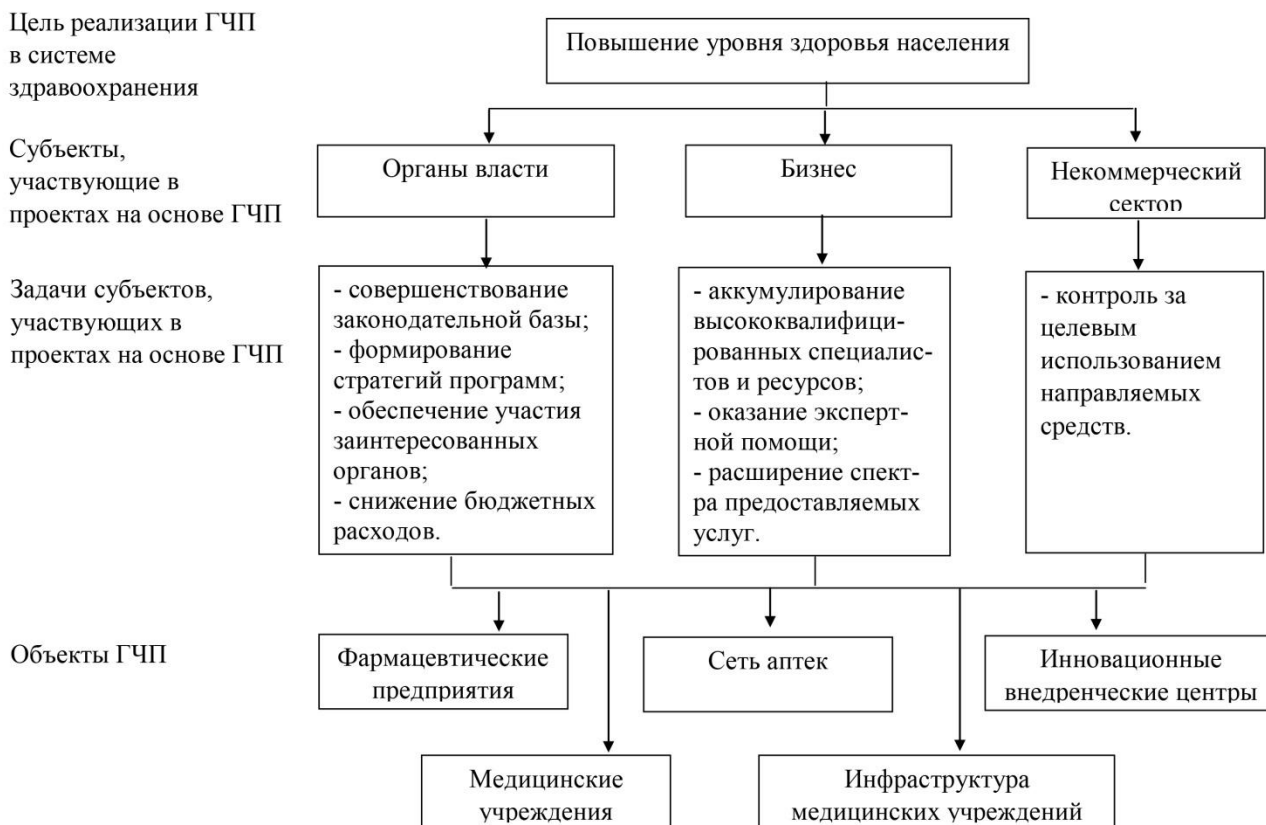 Цель реализации ГЧП
в системе
здравоохранения
Повышение уровня здоровья населения
Субъекты,
участвующие в
проектах на основе ГЧП
Органы власти
Бизнес
Некоммерческий
сектор
Задачи субъектов,
участвующих в
проектах на основе ГЧП
- совершенствование
законодательной базы;
- формирование
стратегий программ;
- обеспечение участия
заинтересованных
органов;
- снижение бюджетных
расходов.
- аккумулирование
высококвалифици-
рованных специалис-
тов и ресурсов;
- оказание эксперт-
ной помощи;
- расширение спект-
ра предоставляемых
услуг.
- контроль за
целевым
использованием
направляемых
средств.
Объекты ГЧП
Фармацевтические
предприятия
Сеть аптек
Инновационные
внедренческие центры
Медицинские
учреждения
Инфраструктура
медицинских учреждений